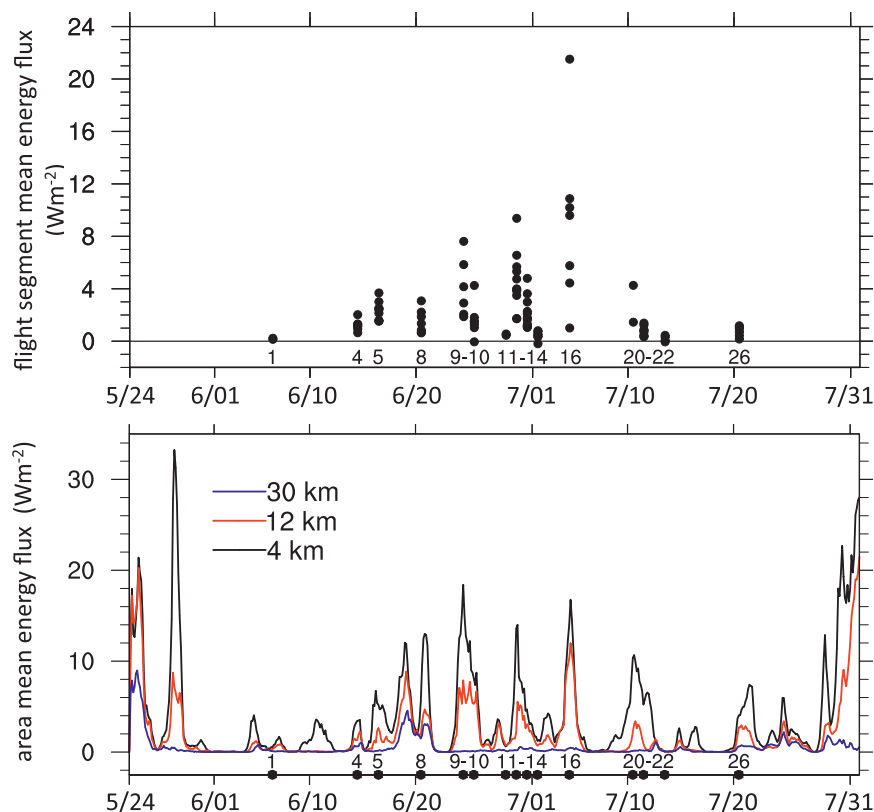 flight segment mean energy flux
(Wm-2)
24
20
16
12
8
4
0
1 4 5 8 9-10 11-14 16 20-22 26
5/24 6/01 6/10 6/20 7/01 7/10 7/20 7/31
area mean energy flux (Wm-2)
30
20
10
0
30 km
12 km
4 km
1 4 5 8 9-10 11-14 16 20-22 26
5/24 6/01 6/10 6/20 7/01 7/10 7/20 7/31